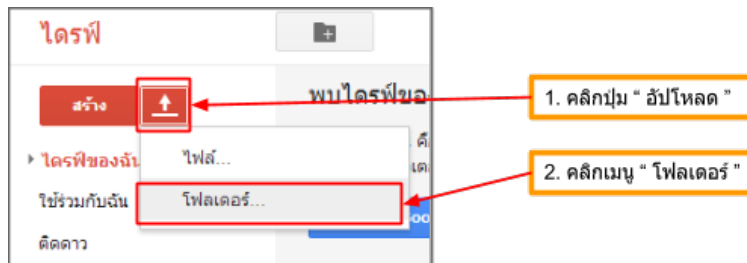 ไดรฟ์
สร้าง
พบไดรฟ์ของ
1. คลิกปุ่ม “ อัปโหลด ”
ไดรฟ์ของฉัน
ไฟล์...
2. คลิกเมนู “ โฟลเดอร์ ”
ใช้ร่วมกับฉัน
โฟลเดอร์...
ติดดาว